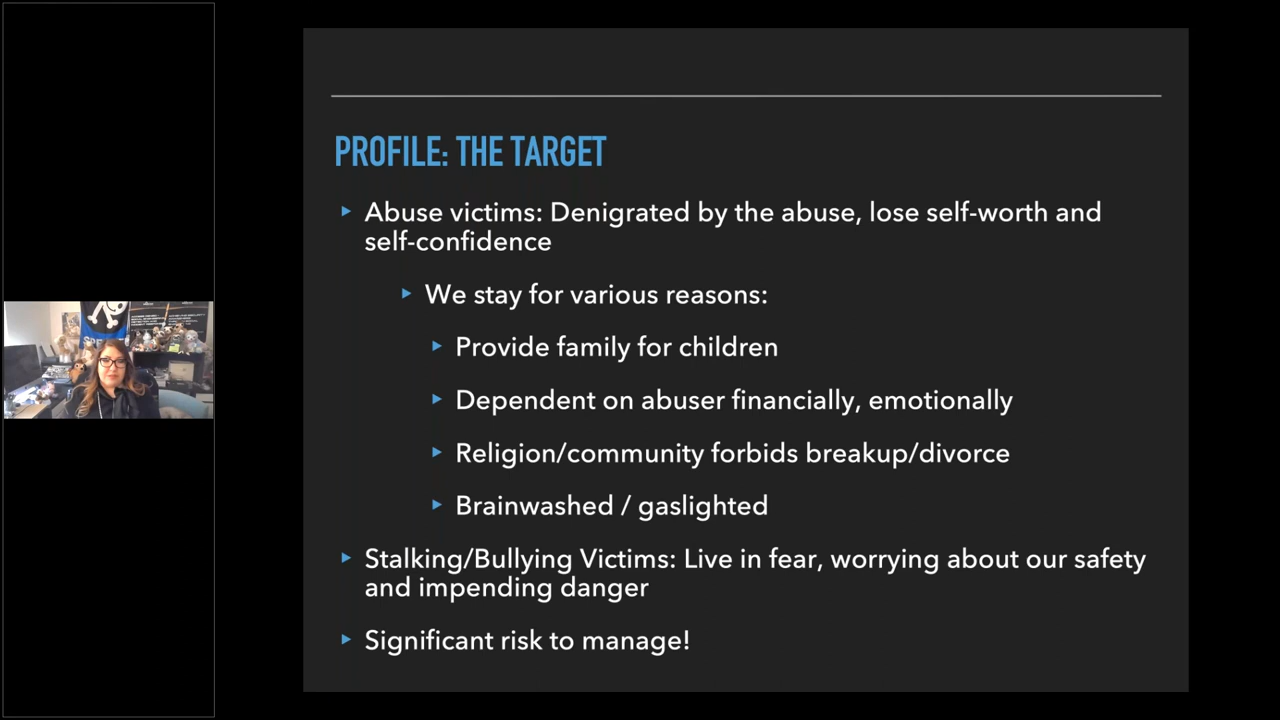 PROFILE: THE TARGET
Abuse victims: Denigrated by the abuse, lose self-worth and
self-confidence
We stay for various reasons:
Provide family for children
Dependent on abuser financially, emotionally
Religion/community forbids breakup/divorce
Brainwashed / gaslighted
Stalking/Bullying Victims: Live in fear, worrying about our safety
and impending danger
Significant risk to manage!